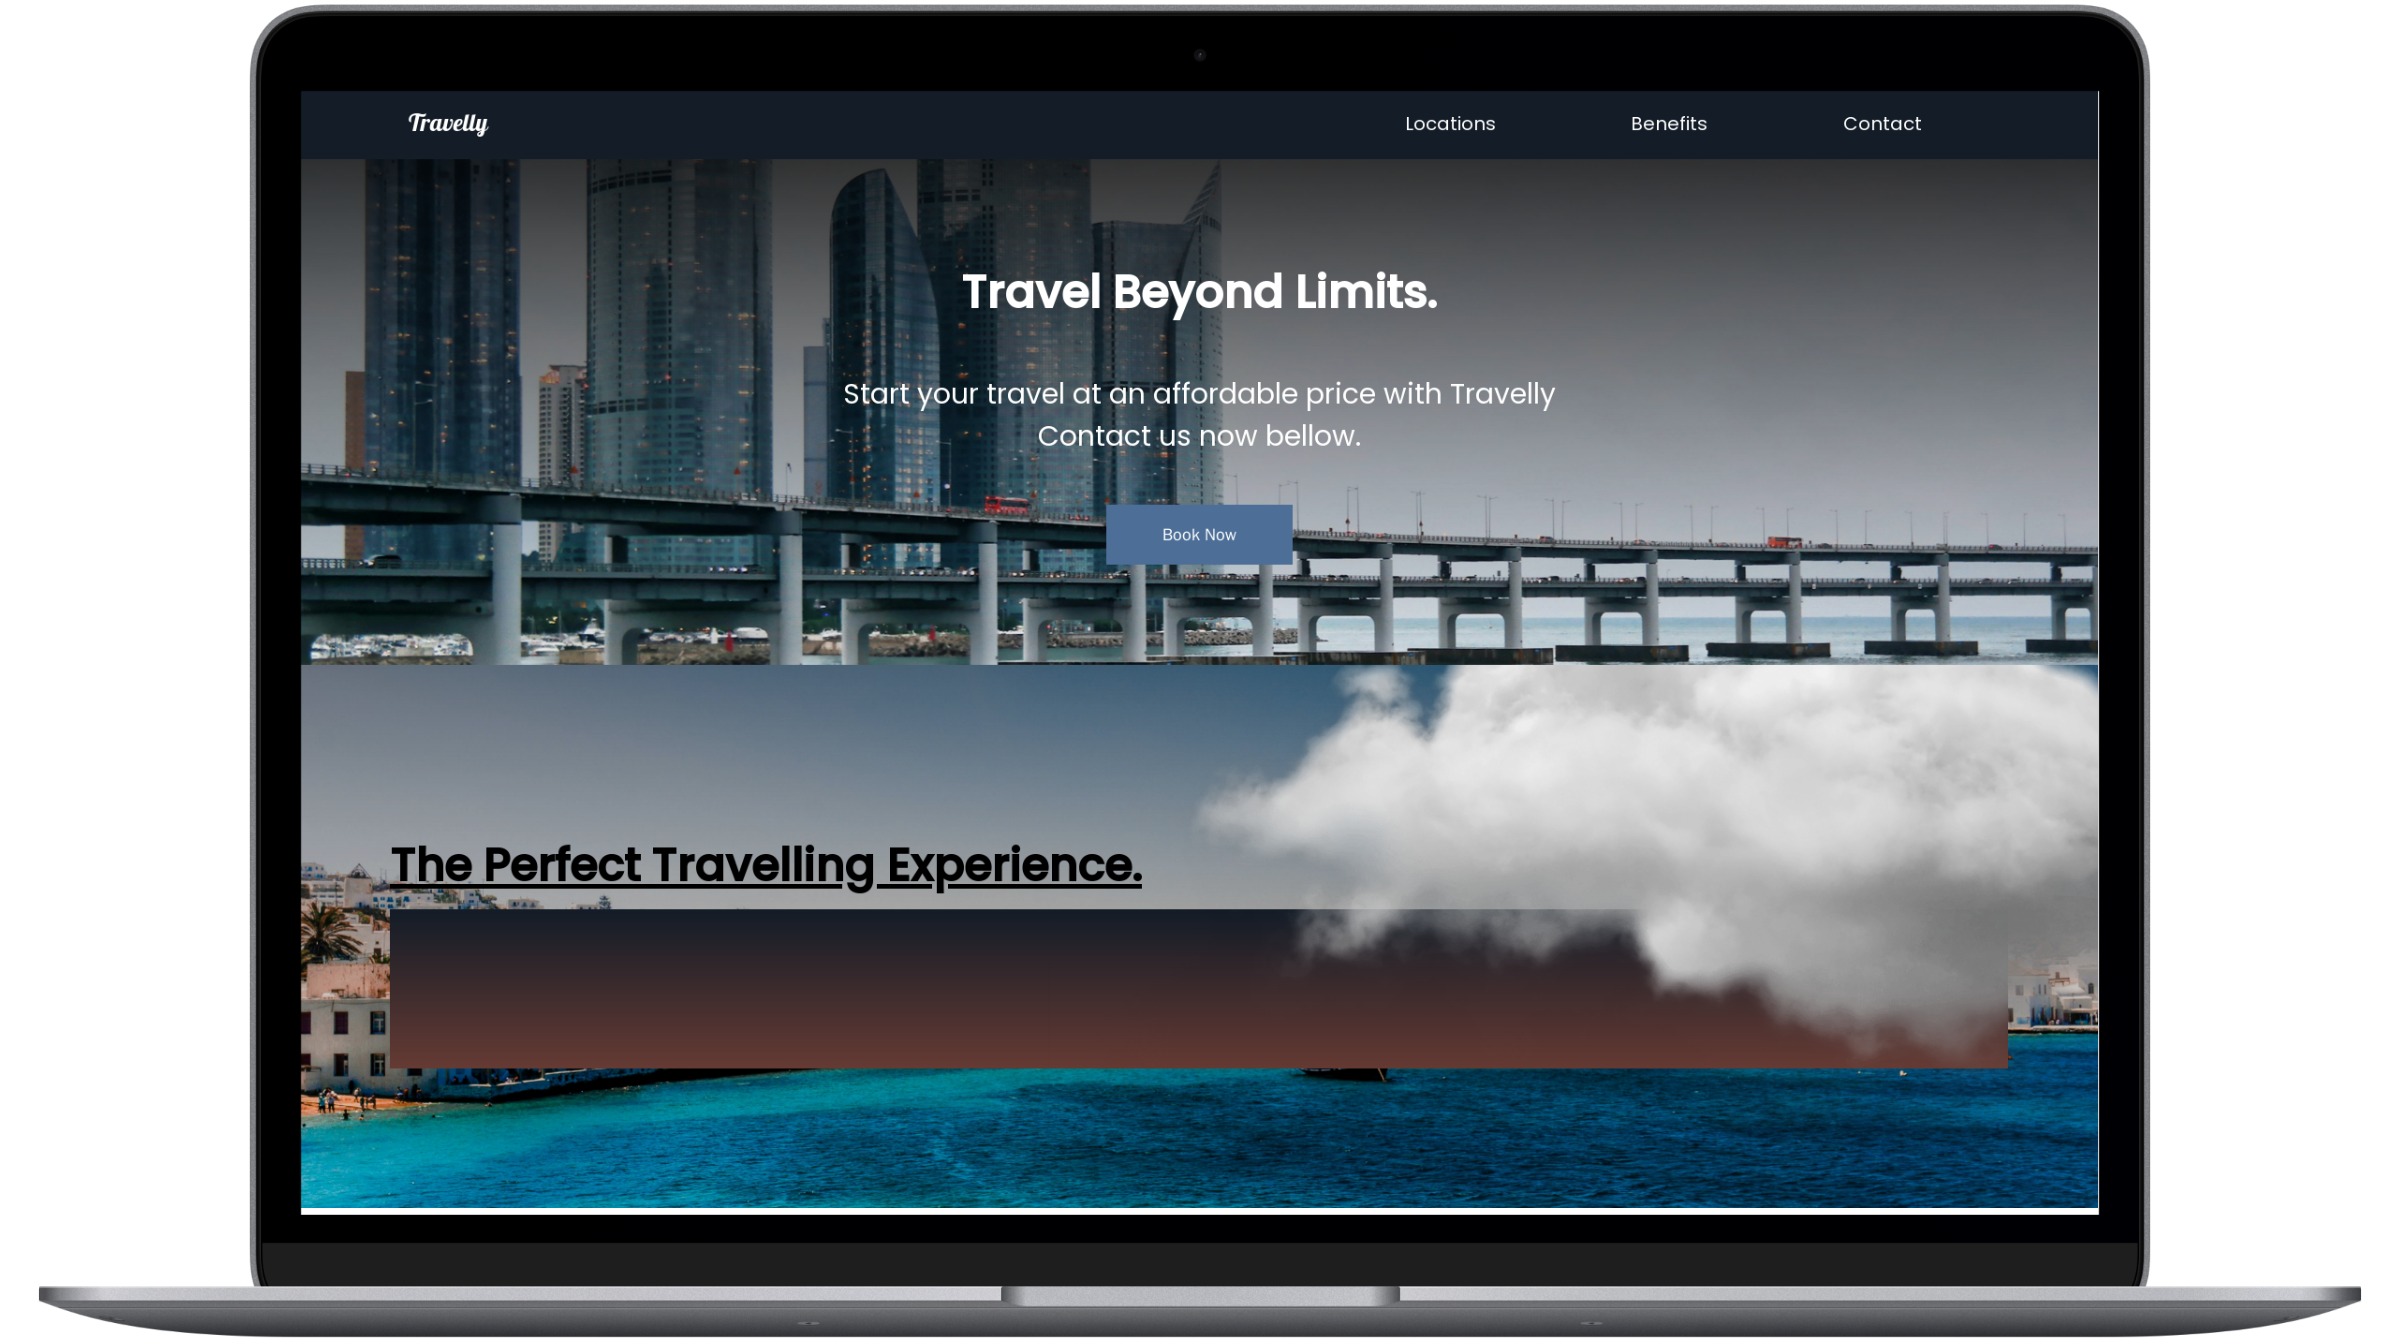 Travelly
Locations Benefits Contact
Travel Beyond Limits.
Start your travel at an affordable price with Travelly
Contact us now bellow.
Book Now
The Perfect Travelling Experience.